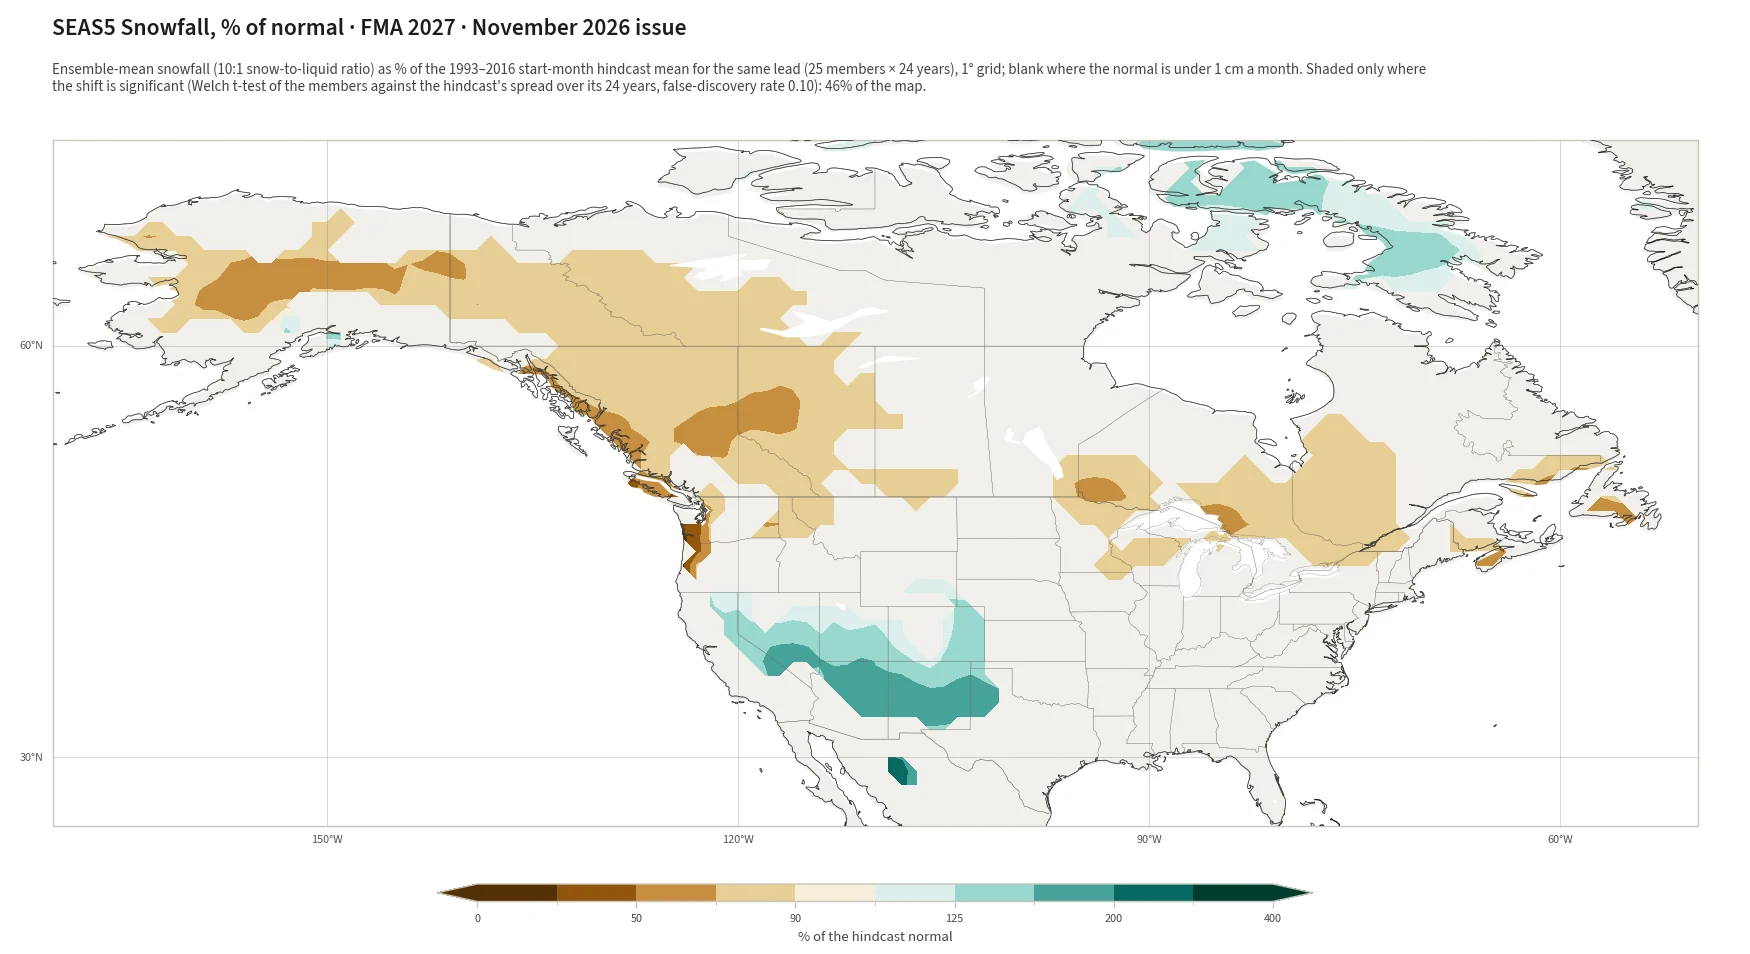 SEAS5 Snowfall, % of normal · FMA 2027 · November 2026 issue
Ensemble-mean snowfall (10:1 snow-to-liquid ratio) as % of the 1993–2016 start-month hindcast mean for the same lead (25 members × 24 years), 1° grid; blank where the normal is under 1 cm a month. Shaded only where
the shift is significant (Welch t-test of the members against the hindcast's spread over its 24 years, false-discovery rate 0.10): 46% of the map.
60°N
30°N
150°W 120°W 90°W 60°W
0 50 90 125 200 400
% of the hindcast normal